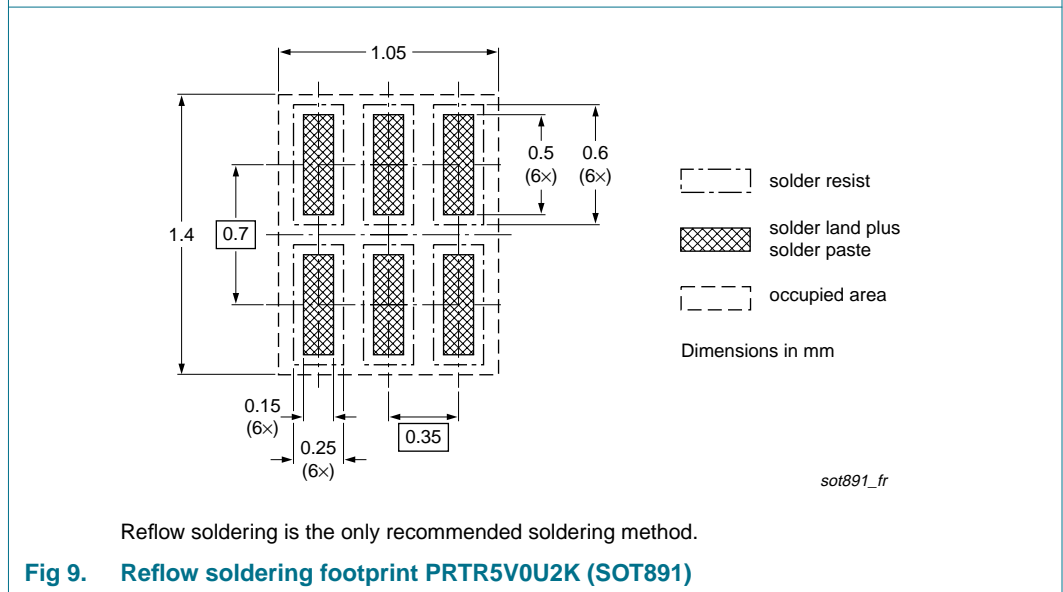 1.05
0.5
(6×)
0.6
(6×)
1.4
0.7
solder resist
solder land plus
solder paste
occupied area
Dimensions in mm
0.15
(6×)
0.25
(6×)
0.35
sot891_fr
Reflow soldering is the only recommended soldering method.
Fig 9. Reflow soldering footprint PRTR5V0U2K (SOT891)